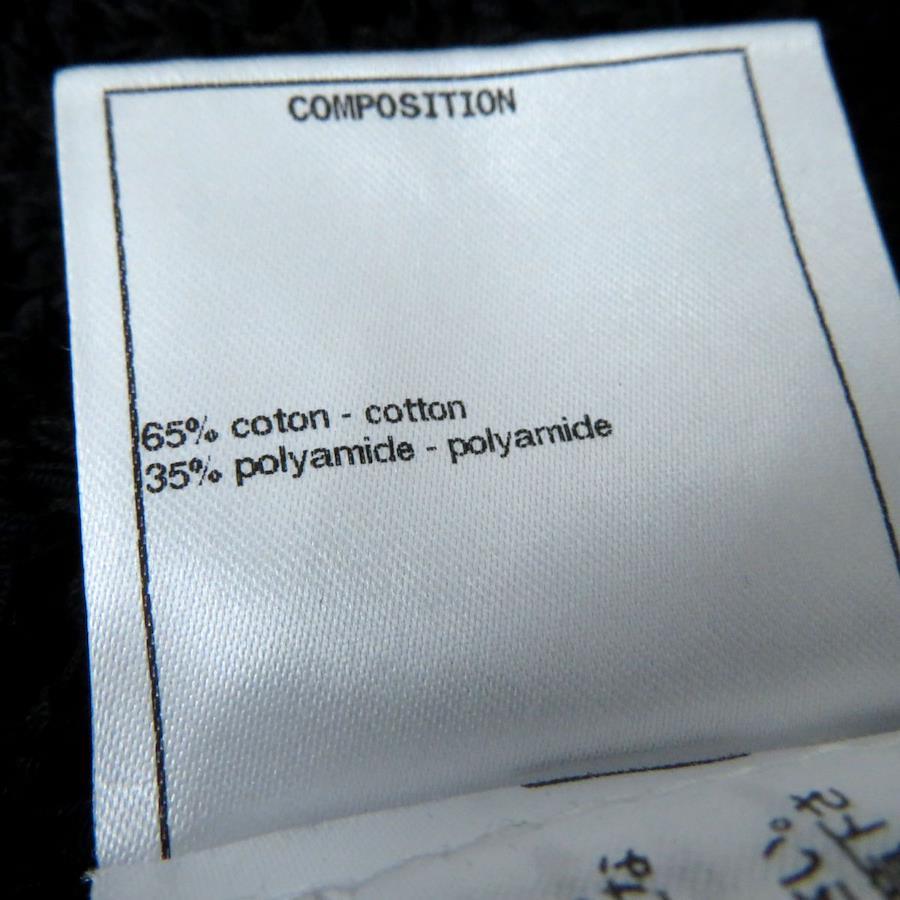 COMPOSITION
65% coton - cotton
35% polyamide - polyamide